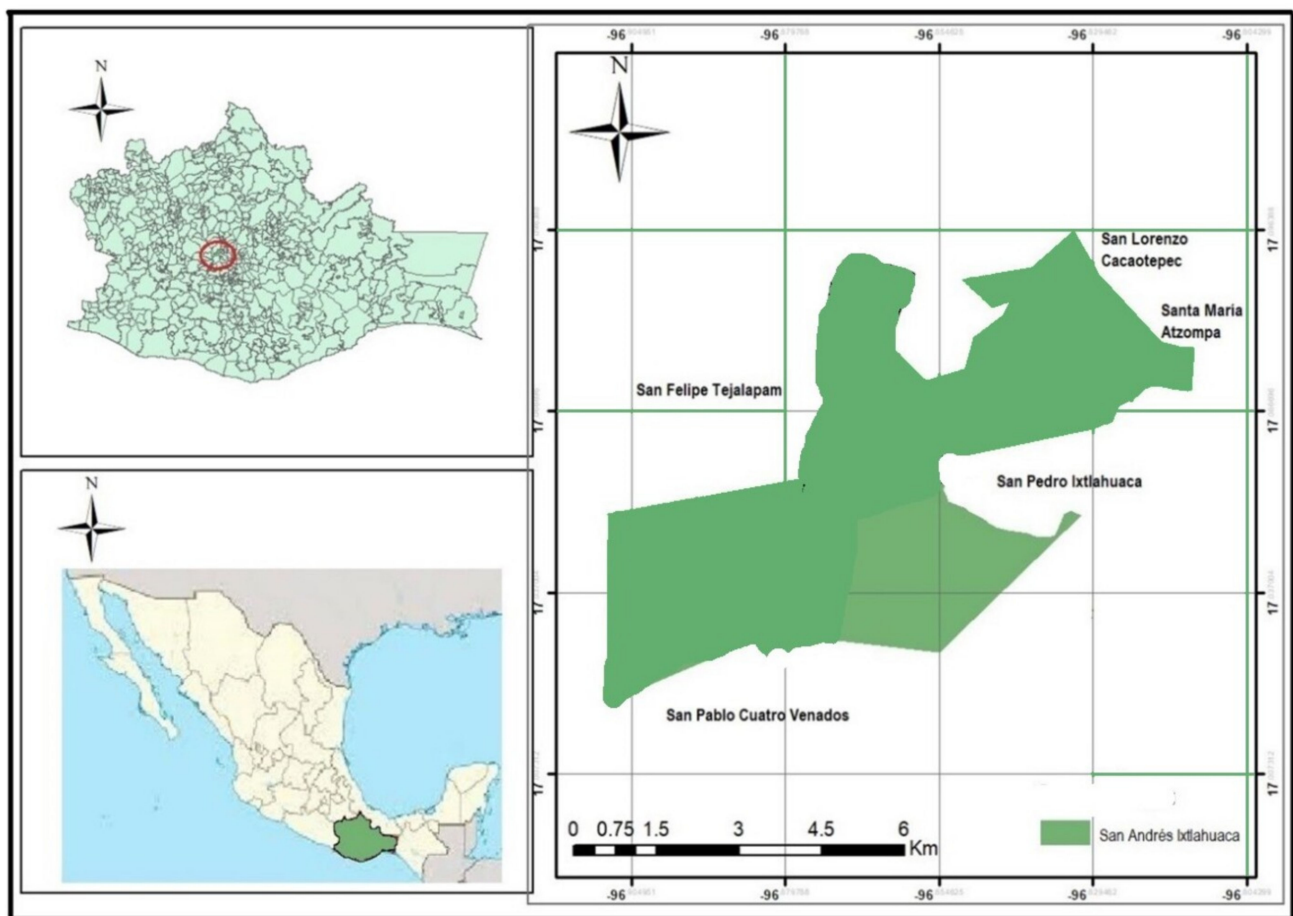 N
N
-96
-96
-96
-96
-96
N
17
17
17
17
San Lorenzo
Cacaotepec
Santa Maria
Atzompa
San Felipe Tejalapam
San Pedro Ixtlahuaca
San Pablo Cuatro Venados
0 0.75 1.5 3 4.5 6
Km
San Andrés Ixtlahuaca
17
17
17
17
-96
-96
-96
-96
-96